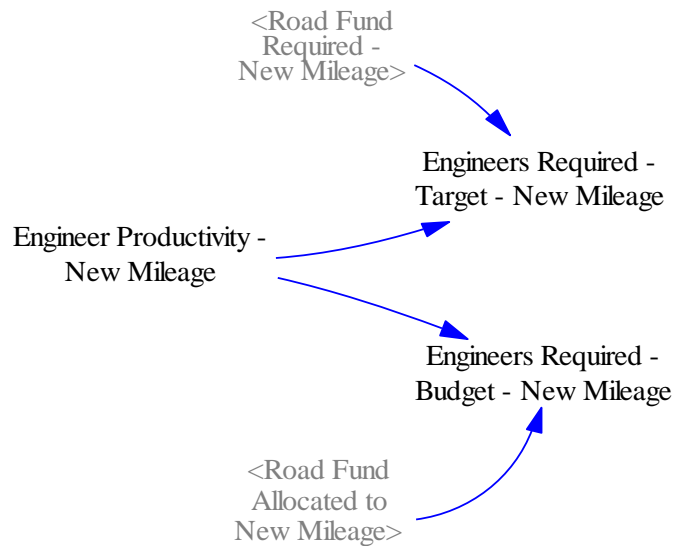 <Road Fund
Required -
New Mileage>
Engineers Required -
Target - New Mileage
Engineer Productivity -
New Mileage
Engineers Required -
Budget - New Mileage
<Road Fund
Allocated to
New Mileage>